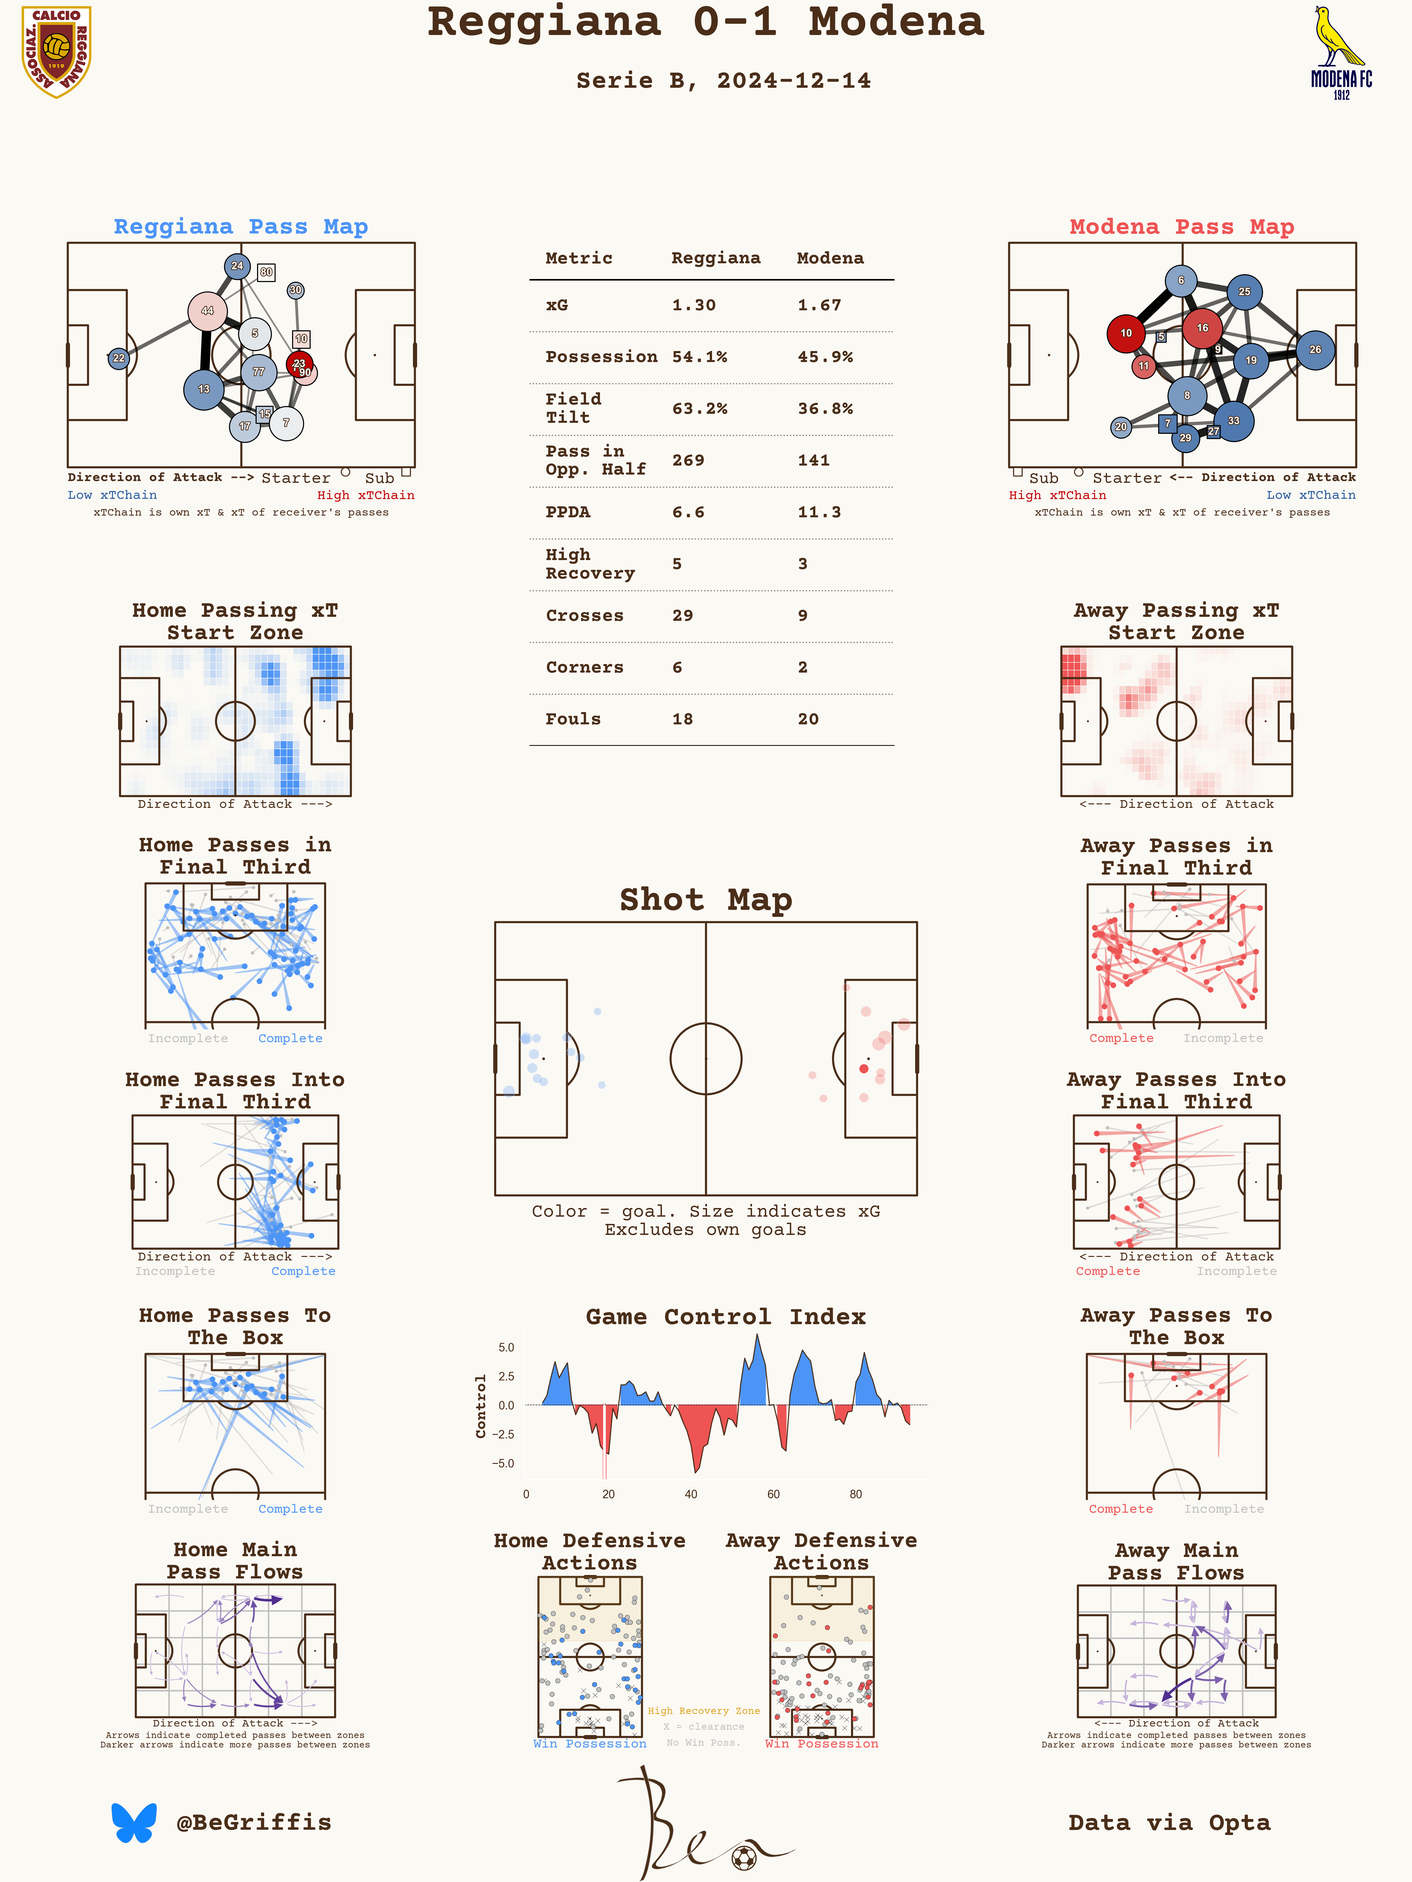 Reggiana 0-1 Modena
Serie B, 2024-12-14
ASSOCIAZ. CALCIO REGGIANA
1919
MODENA FC
1912
Reggiana Pass Map
24
80
30
44
5
10
22
23
77
90
13
15
17
7
Direction of Attack --> Starter Sub
Low xTChain High xTChain
xTChain is own xT & xT of receiver's passes
Metric Reggiana Modena
xG 1.30 1.67
Possession 54.1% 45.9%
Field
Tilt 63.2% 36.8%
Pass in
Opp. Half 269 141
PPDA 6.6 11.3
High
Recovery 5 3
Crosses 29 9
Corners 6 2
Fouls 18 20
Modena Pass Map
6
25
10
16
5
9
26
11
19
8
20
7
33
29
27
Sub Starter <-- Direction of Attack
High xTChain Low xTChain
xTChain is own xT & xT of receiver's passes
Home Passing xT
Start Zone
Direction of Attack --->
Away Passing xT
Start Zone
<--- Direction of Attack
Home Passes in
Final Third
Incomplete Complete
Away Passes in
Final Third
Complete Incomplete
Shot Map
Color = goal. Size indicates xG
Excludes own goals
Home Passes Into
Final Third
Direction of Attack --->
Incomplete Complete
Away Passes Into
Final Third
<--- Direction of Attack
Complete Incomplete
Home Passes To
The Box
Incomplete Complete
Game Control Index
Control
5.0
2.5
0.0
−2.5
−5.0
0 20 40 60 80
Away Passes To
The Box
Complete Incomplete
Home Main
Pass Flows
Direction of Attack --->
Arrows indicate completed passes between zones
Darker arrows indicate more passes between zones
Home Defensive
Actions
Win Possession
High Recovery Zone
X = clearance
No Win Poss.
Away Defensive
Actions
Win Possession
Away Main
Pass Flows
<--- Direction of Attack
Arrows indicate completed passes between zones
Darker arrows indicate more passes between zones
@BeGriffis
Ben
Data via Opta